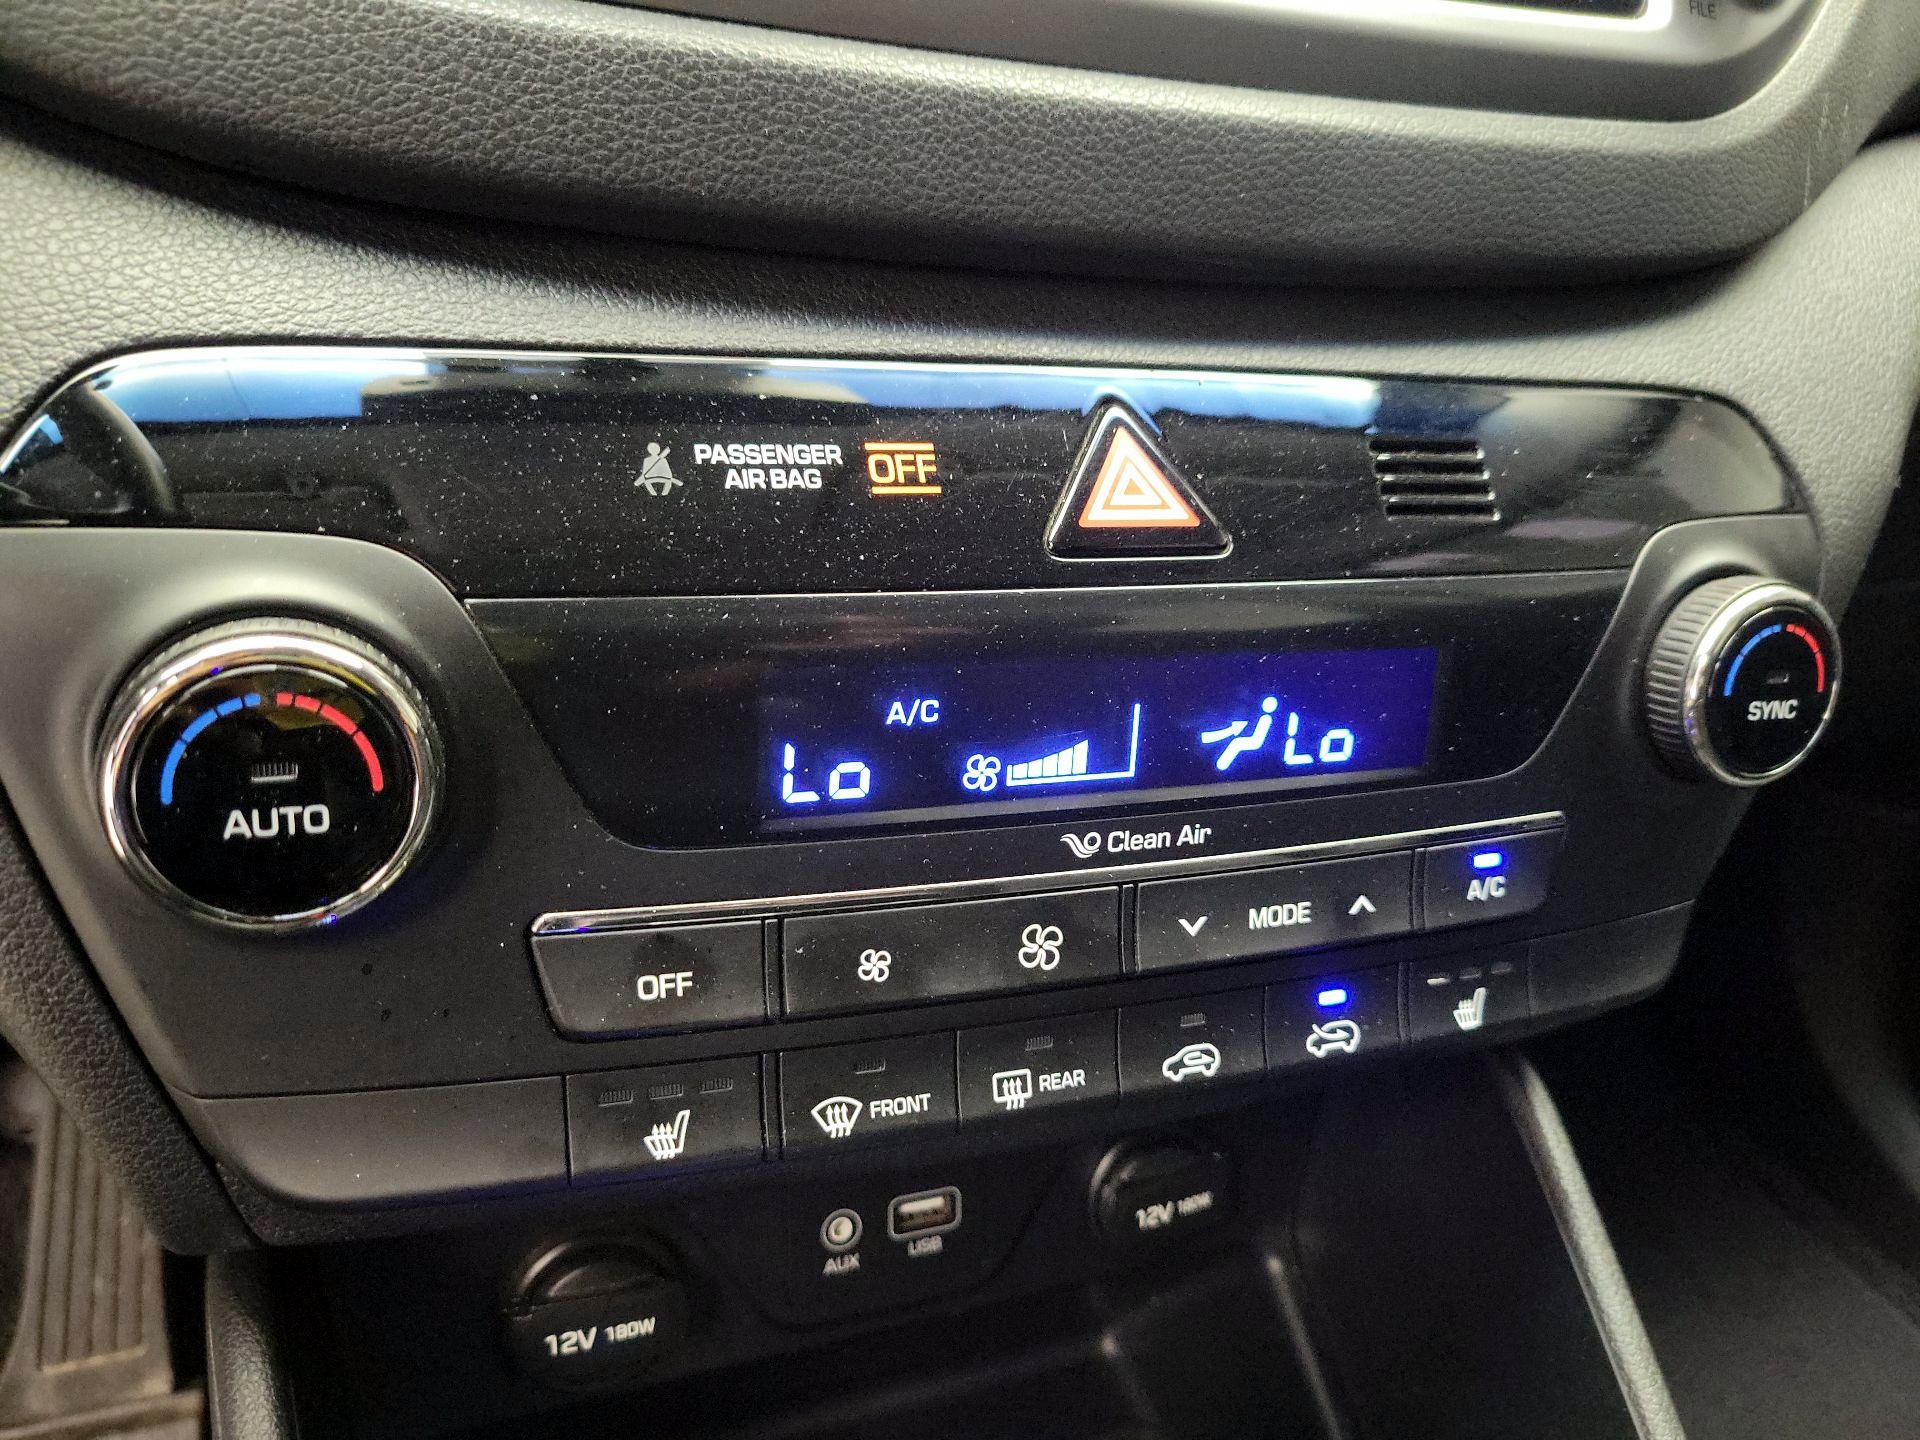 FILE
PASSENGER
AIR BAG
OFF
A/C
Lo
Lo
AUTO
SYNC
Clean Air
OFF
MODE
A/C
FRONT
REAR
AUX
USB
12V 180W
12V 180W